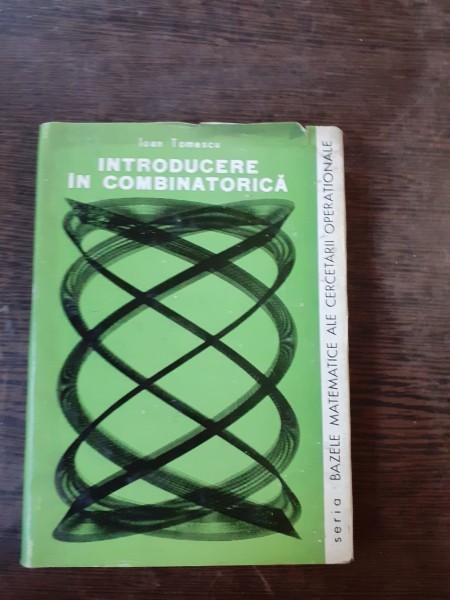 Ioan Tomescu
INTRODUCERE
ÎN COMBINATORICĂ
seria BAZELE MATEMATICE ALE CERCETĂRII OPERAȚIONALE